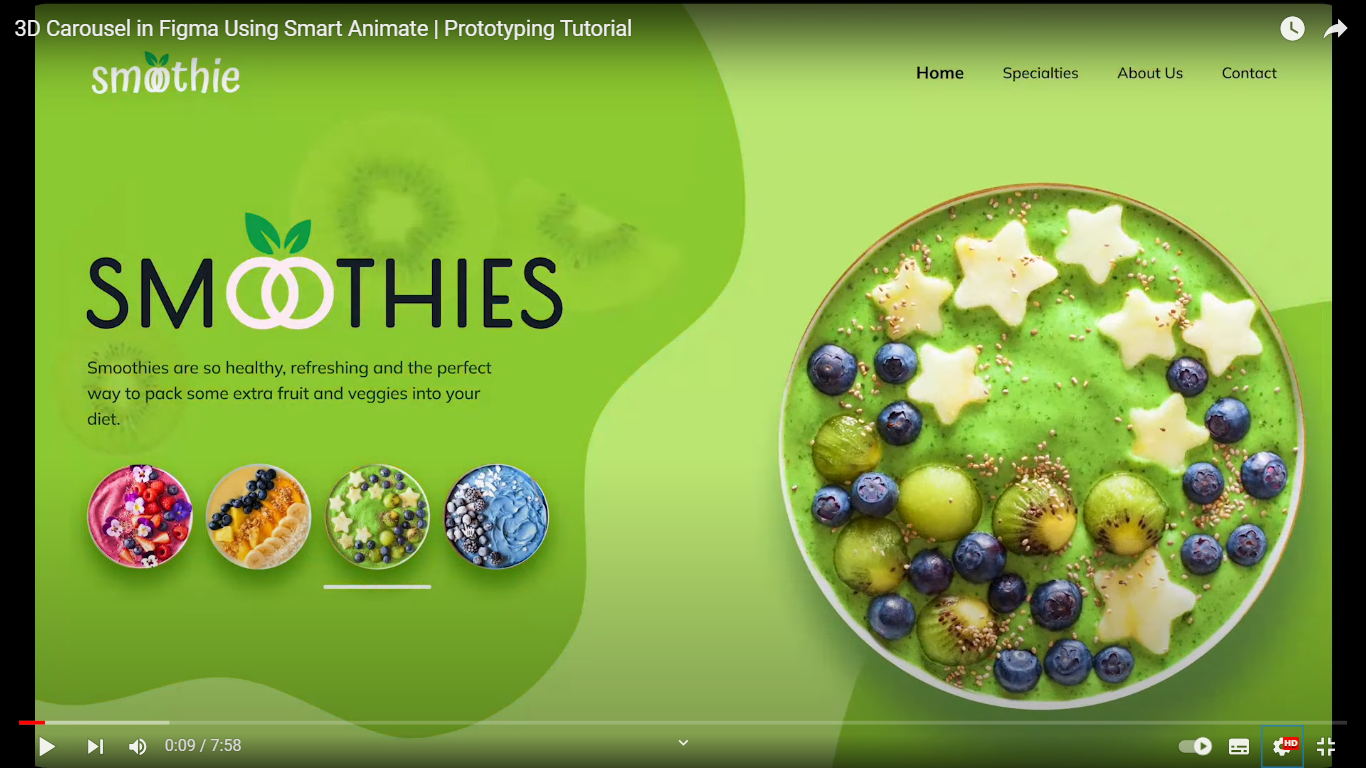 3D Carousel in Figma Using Smart Animate | Prototyping Tutorial
smoothie
Home Specialties About Us Contact
SMOOTHIES
Smoothies are so healthy, refreshing and the perfect
way to pack some extra fruit and veggies into your
diet.
0:09 / 7:58
HD